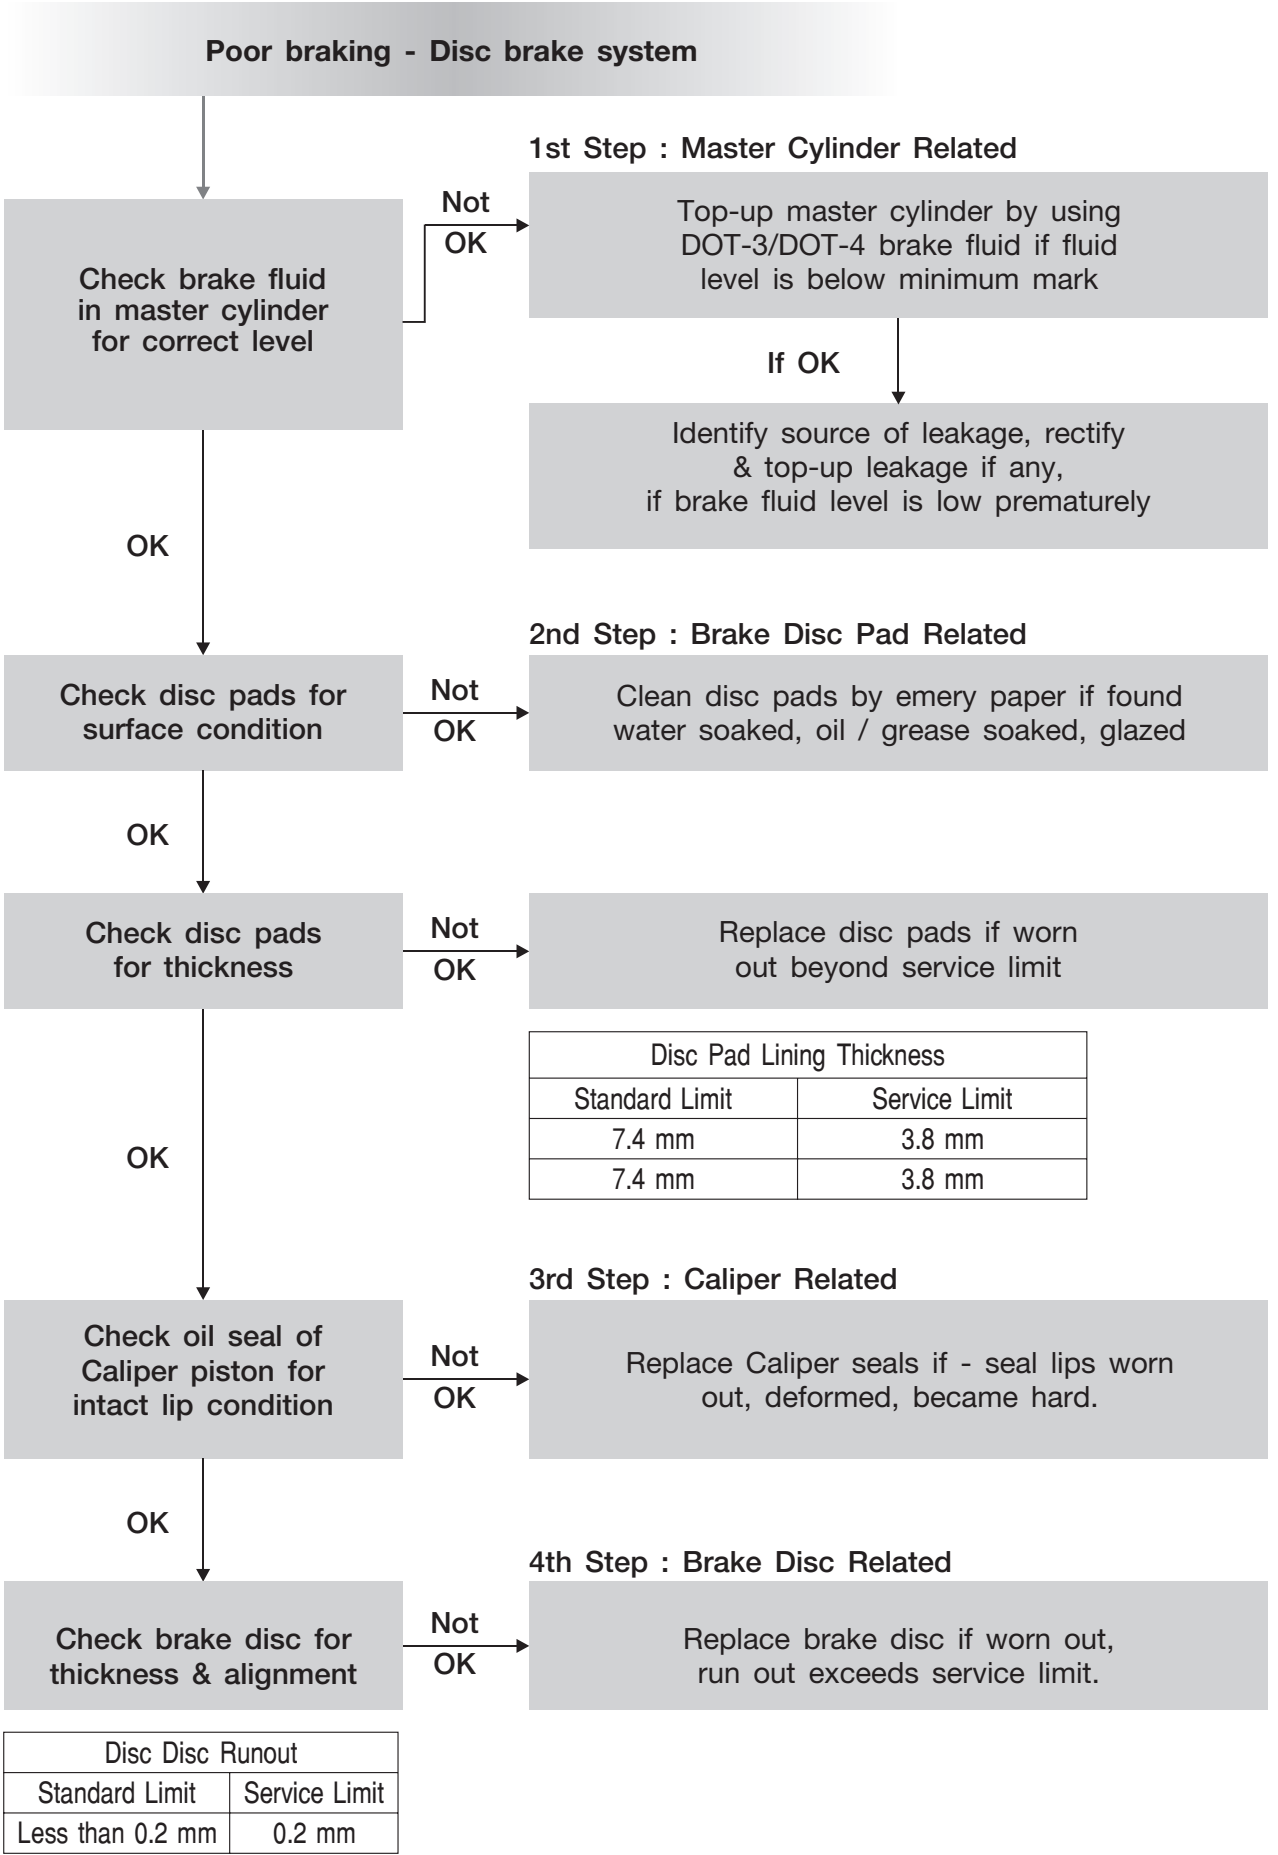 Poor braking - Disc brake system
1st Step : Master Cylinder Related
Check brake fluid
in master cylinder
for correct level
Not
OK
Top-up master cylinder by using
DOT-3/DOT-4 brake fluid if fluid
level is below minimum mark
If OK
Identify source of leakage, rectify
& top-up leakage if any,
if brake fluid level is low prematurely
OK
2nd Step : Brake Disc Pad Related
Check disc pads for
surface condition
Not
OK
Clean disc pads by emery paper if found
water soaked, oil / grease soaked, glazed
OK
Check disc pads
for thickness
Not
OK
Replace disc pads if worn
out beyond service limit
Disc Pad Lining Thickness
Standard Limit Service Limit
7.4 mm 3.8 mm
7.4 mm 3.8 mm
OK
3rd Step : Caliper Related
Check oil seal of
Caliper piston for
intact lip condition
Not
OK
Replace Caliper seals if - seal lips worn
out, deformed, became hard.
OK
4th Step : Brake Disc Related
Check brake disc for
thickness & alignment
Not
OK
Replace brake disc if worn out,
run out exceeds service limit.
Disc Disc Runout
Standard Limit Service Limit
Less than 0.2 mm 0.2 mm